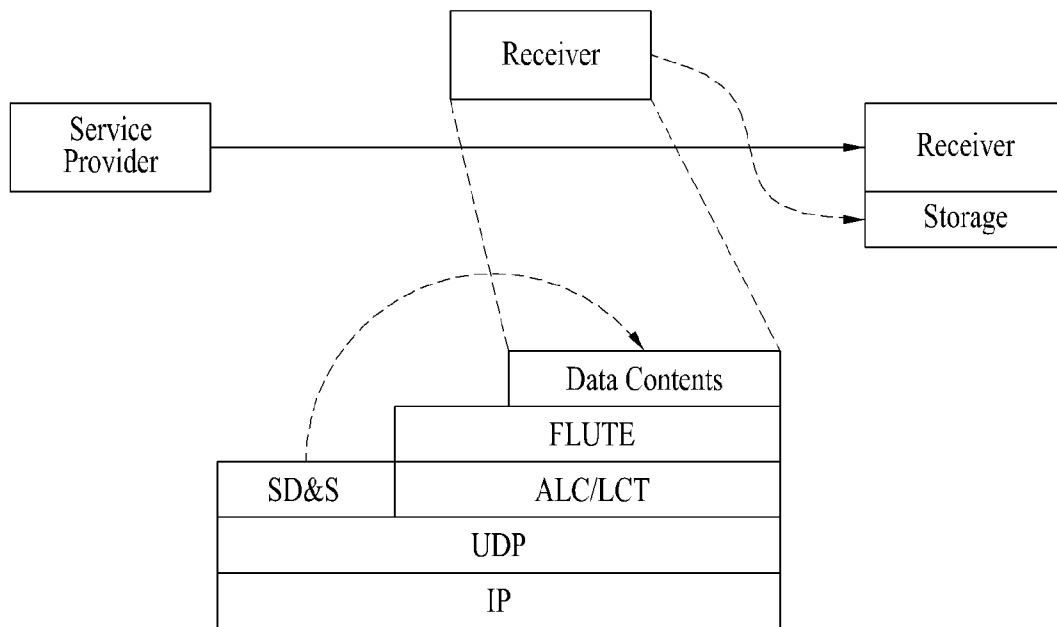 Receiver
Service
Provider
Receiver
Storage
Data Contents
FLUTE
SD&S
ALC/LCT
UDP
IP